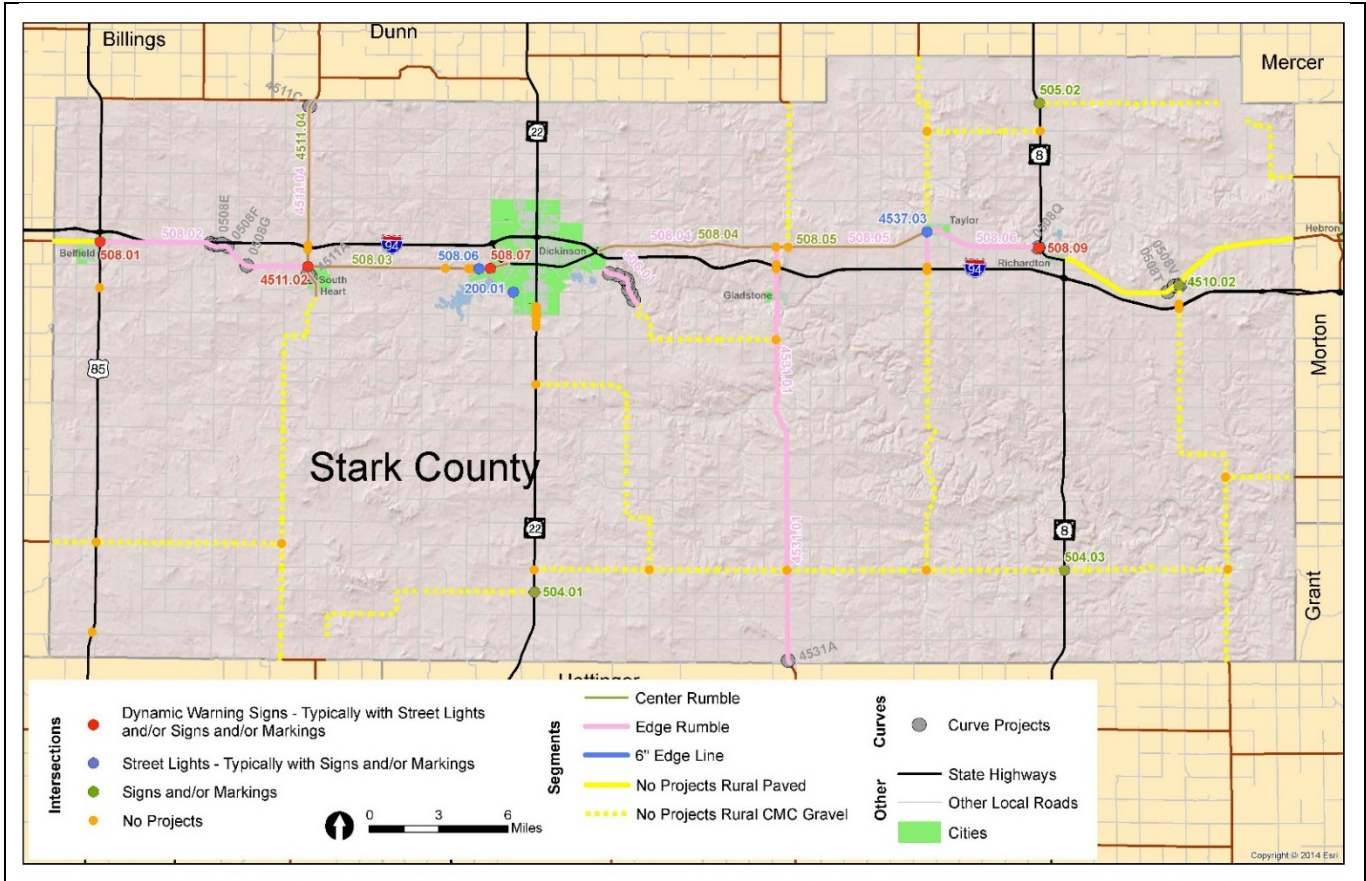 Billings
Dunn
Mercer
4511C
505.02
22
4511.04
4511.04
8
0508E
0508F
0508G
508.02
4537.03
Taylor
0508Q
Belfield
508.01
94
4511A
508.03
508.06
508.07
Dickinson
508.04
508.04
508.05
508.05
508.06
508.09
Hebron
4511.02
South
Heart
94
Richardton
0508V
4510.02
200.01
Gladstone
Morton
85
Stark County
22
4531.01
8
504.03
504.01
Grant
4531A
Hettinger
Intersections
Dynamic Warning Signs - Typically with Street Lights
and/or Signs and/or Markings
Street Lights - Typically with Signs and/or Markings
Signs and/or Markings
No Projects
0 3 6
Miles
Segments
Center Rumble
Edge Rumble
6" Edge Line
No Projects Rural Paved
No Projects Rural CMC Gravel
Curves
Curve Projects
Other
State Highways
Other Local Roads
Cities
Copyright:© 2014 Esri